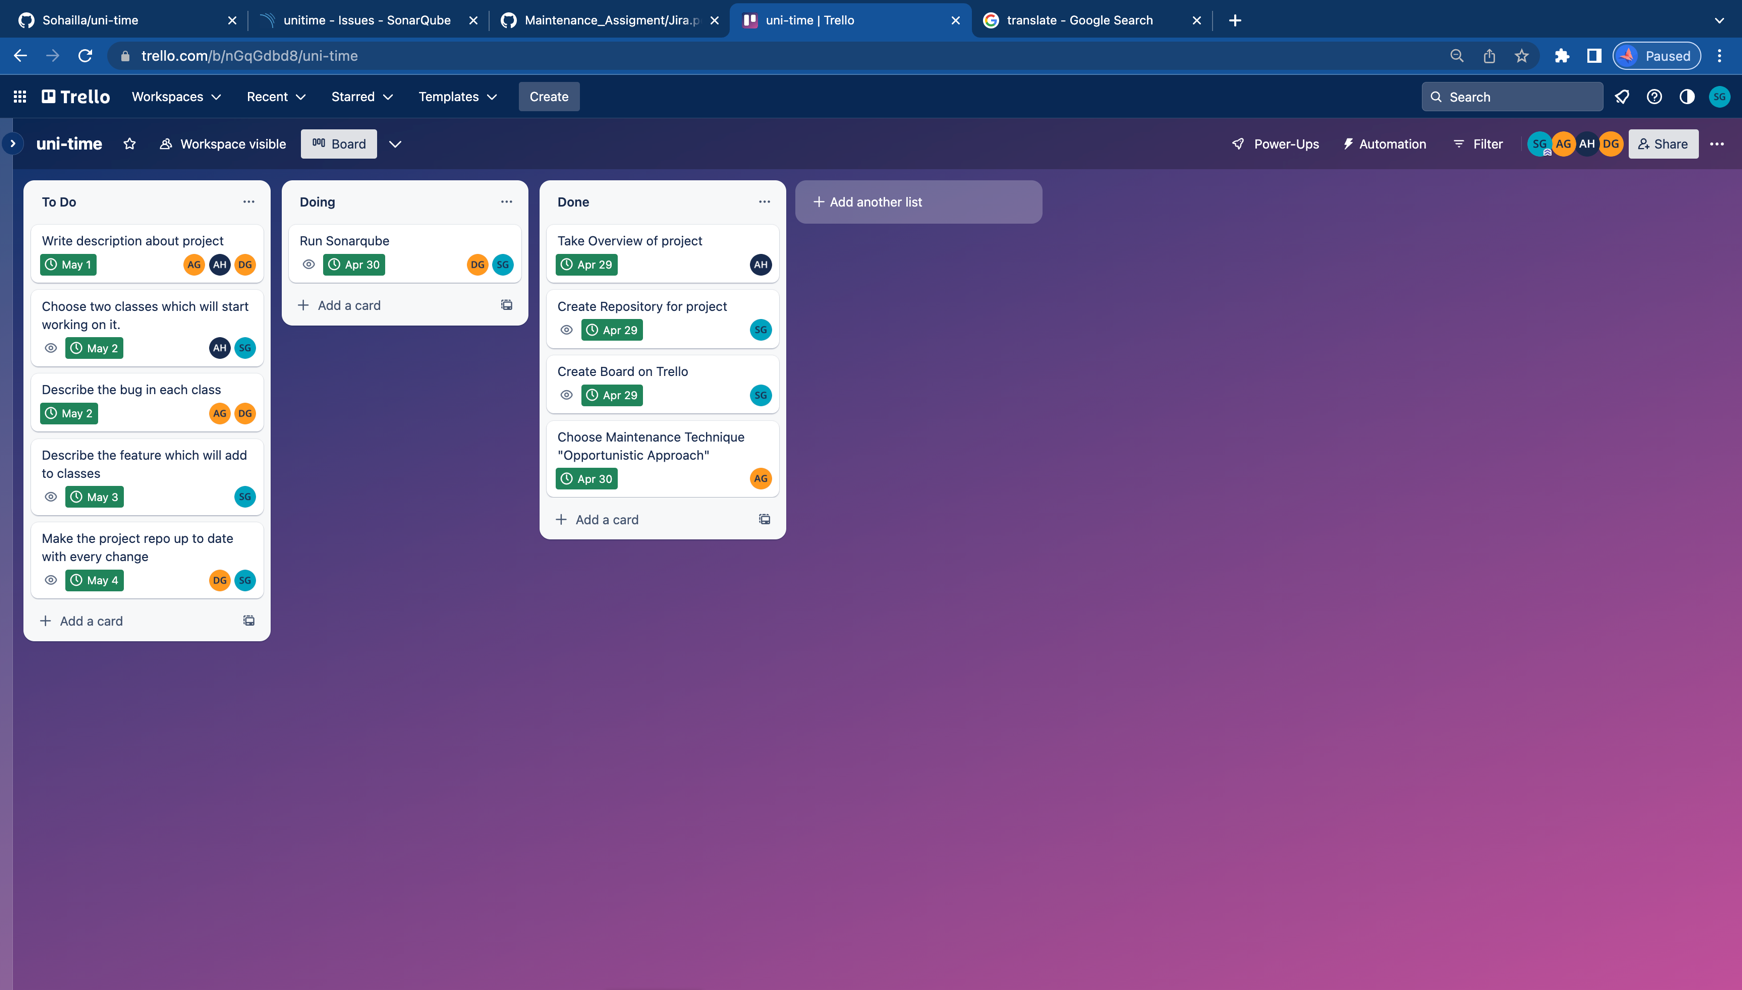 Sohailla/uni-time
unitime - Issues - SonarQube
Maintenance_Assigment/Jira.p
uni-time | Trello
translate - Google Search
trello.com/b/nGqGdbd8/uni-time
Paused
Trello
Workspaces
Recent
Starred
Templates
Create
Search
SG
uni-time
Workspace visible
Board
Power-Ups
Automation
Filter
SG AG AH DG
Share
To Do
Write description about project
May 1
AG AH DG
Choose two classes which will start
working on it.
May 2
AH SG
Describe the bug in each class
May 2
AG DG
Describe the feature which will add
to classes
May 3
SG
Make the project repo up to date
with every change
May 4
DG SG
+ Add a card
Doing
Run Sonarqube
Apr 30
DG SG
+ Add a card
Done
Take Overview of project
Apr 29
AH
Create Repository for project
Apr 29
SG
Create Board on Trello
Apr 29
SG
Choose Maintenance Technique
"Opportunistic Approach"
Apr 30
AG
+ Add a card
+ Add another list